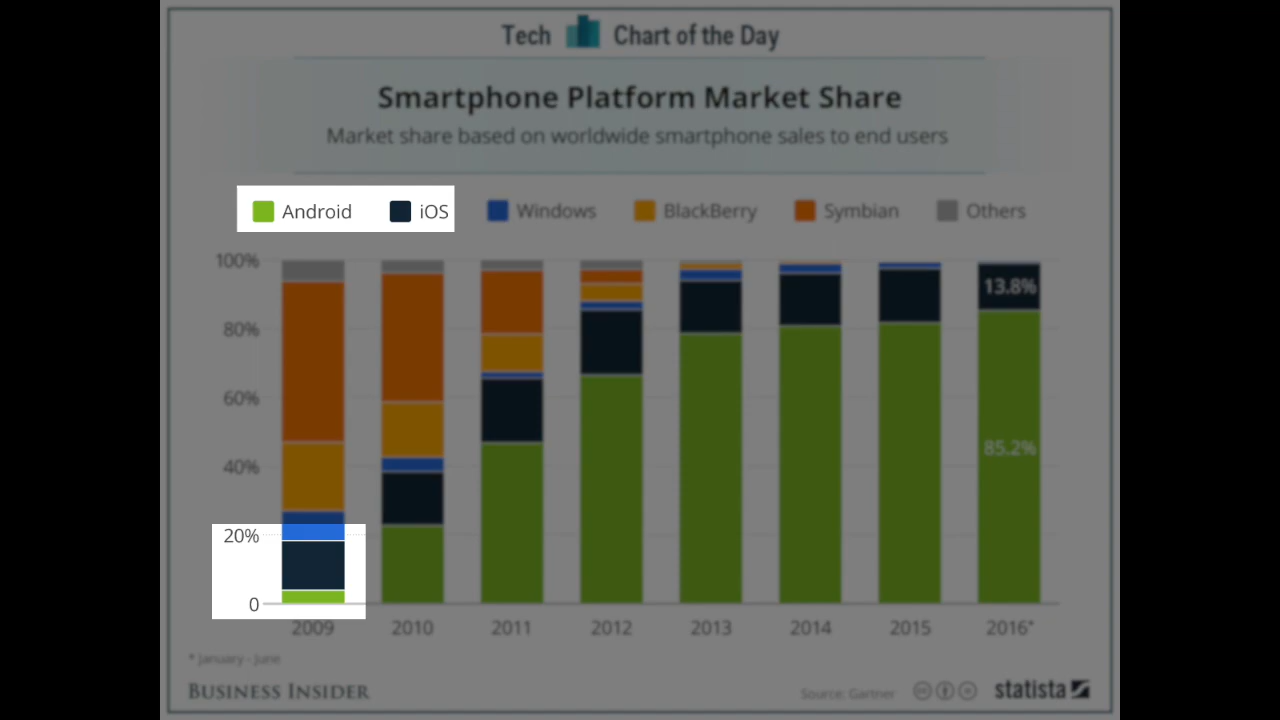 Tech Chart of the Day
Smartphone Platform Market Share
Market share based on worldwide smartphone sales to end users
Android iOS Windows BlackBerry Symbian Others
100%
13.8%
80%
60%
85.2%
40%
20%
0
2009 2010 2011 2012 2013 2014 2015 2016*
* January - June
BUSINESS INSIDER
Source: Gartner
statista